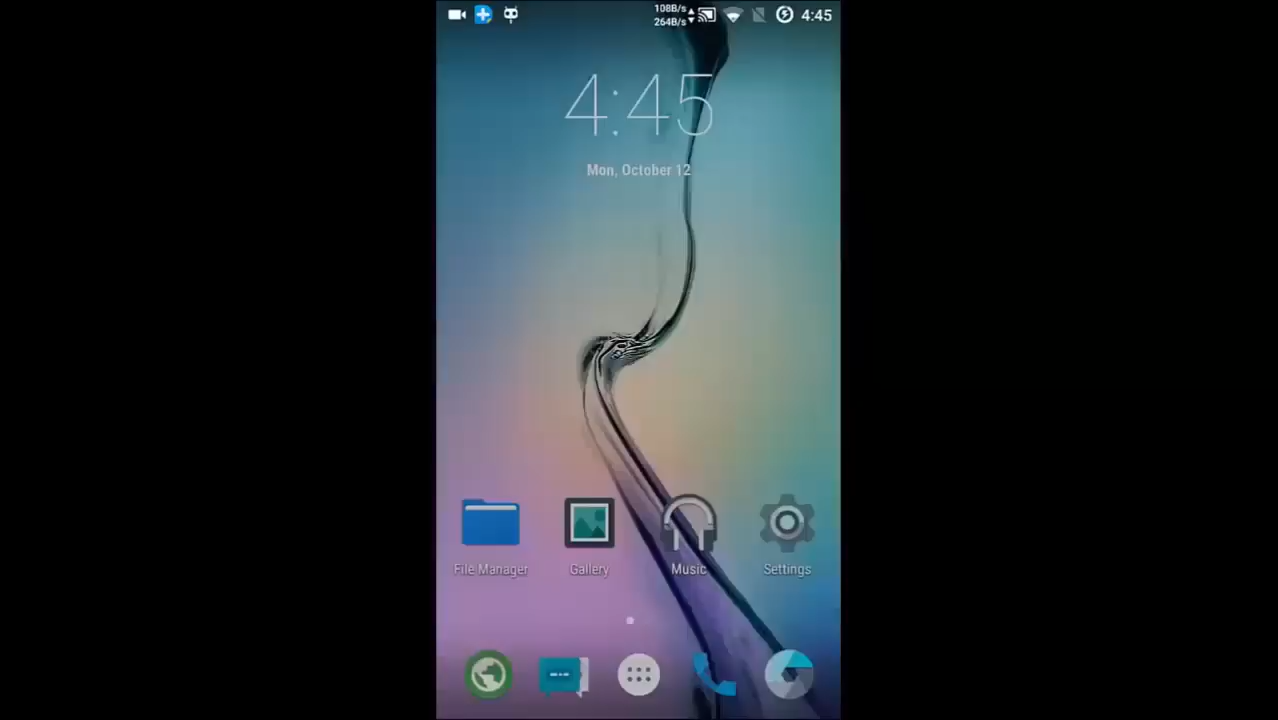 108B/s
264B/s
4:45
4:45
Mon, October 12
File Manager
Gallery
Music
Settings